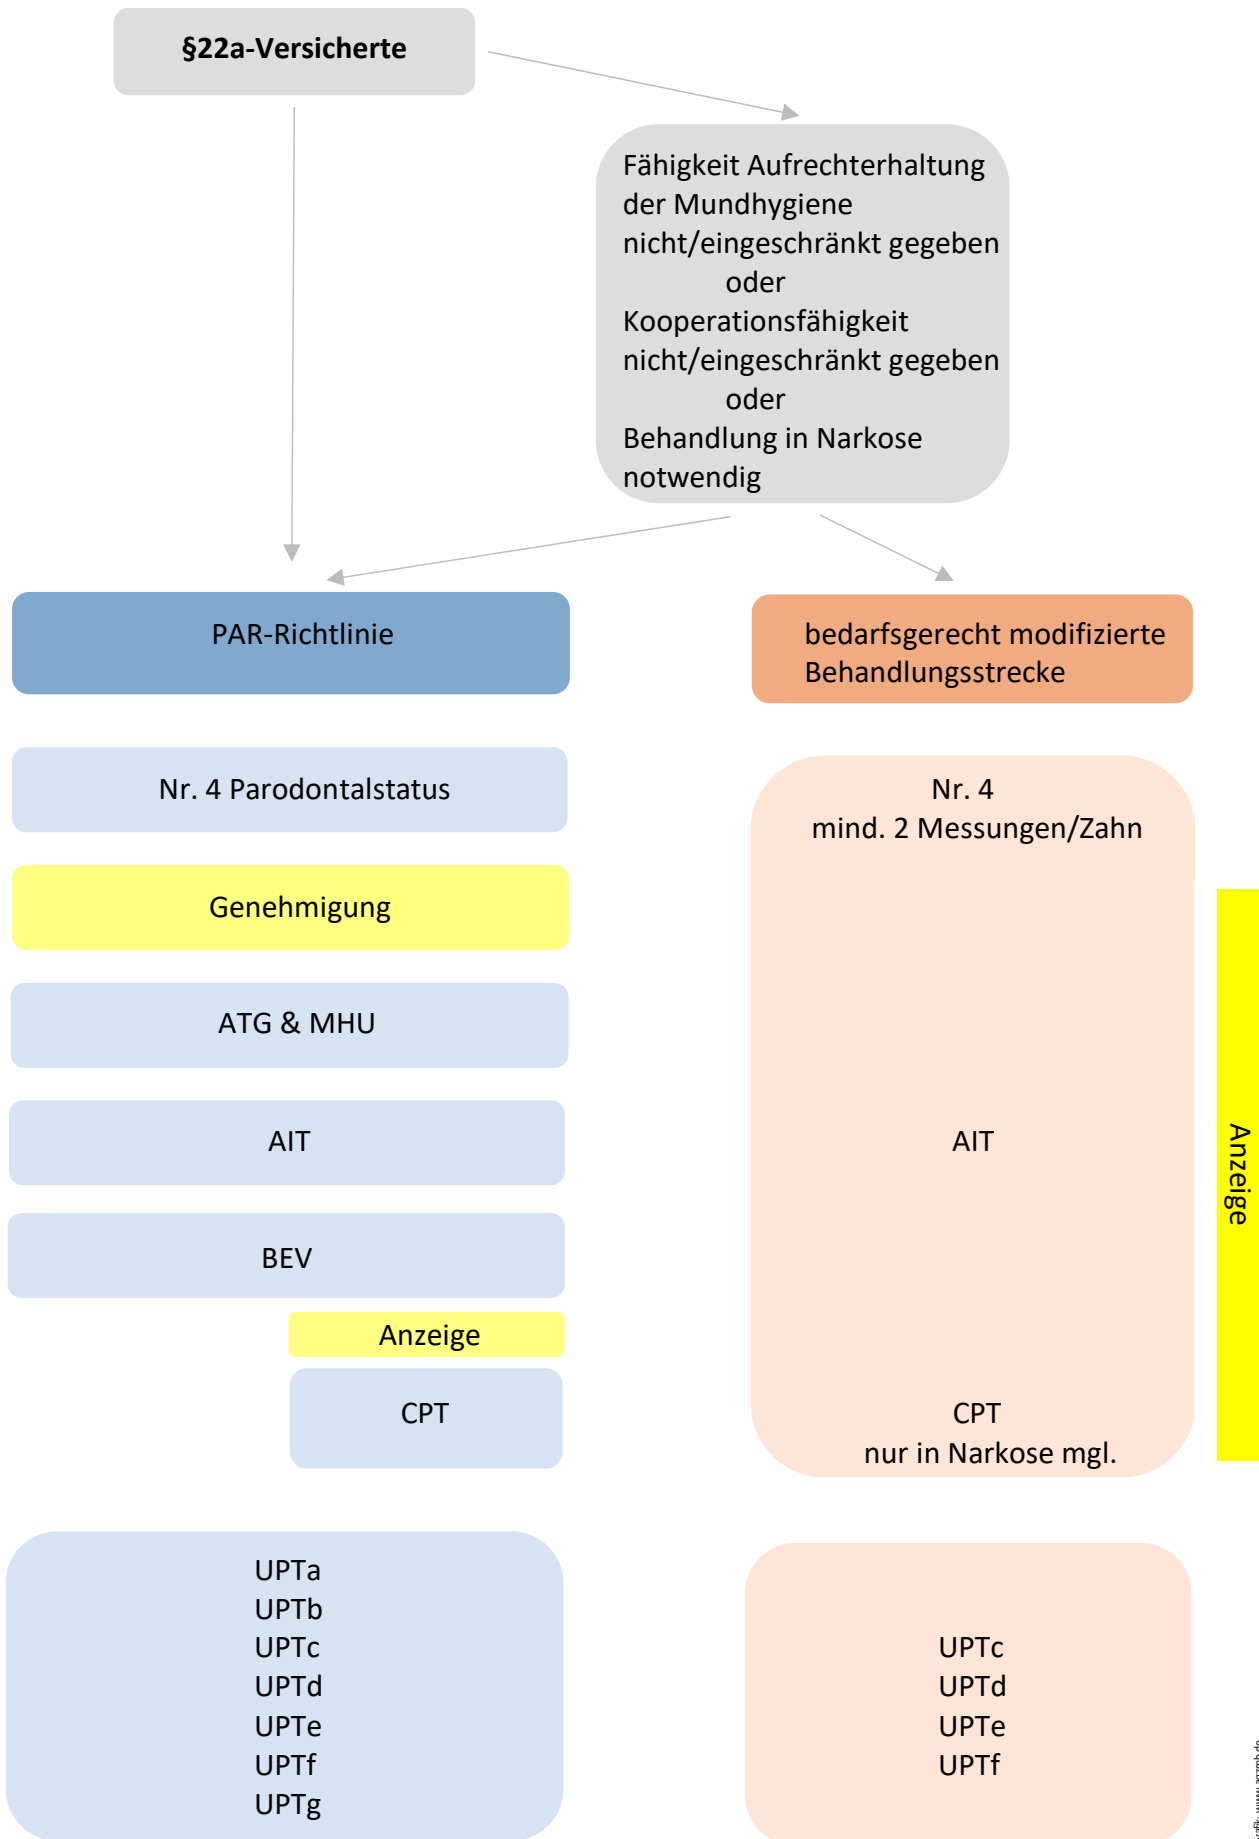 §22a-Versicherte
Fähigkeit Aufrechterhaltung
der Mundhygiene
nicht/eingeschränkt gegeben
oder
Kooperationsfähigkeit
nicht/eingeschränkt gegeben
oder
Behandlung in Narkose
notwendig
PAR-Richtlinie
bedarfsgerecht modifizierte
Behandlungsstrecke
Nr. 4 Parodontalstatus
Genehmigung
ATG & MHU
AIT
BEV
Anzeige
CPT
Nr. 4
mind. 2 Messungen/Zahn
AIT
CPT
nur in Narkose mgl.
Anzeige
UPTa
UPTb
UPTc
UPTd
UPTe
UPTf
UPTg
UPTc
UPTd
UPTe
UPTf